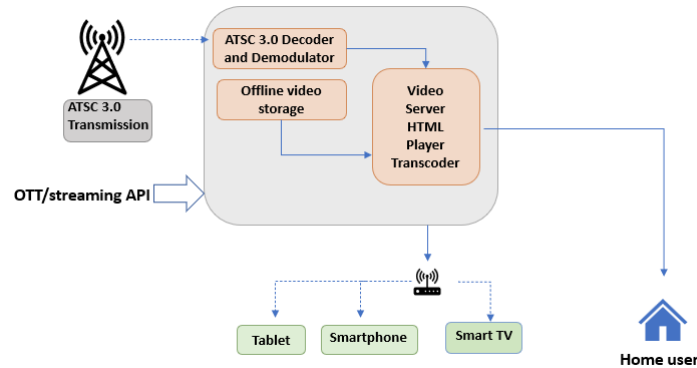 ATSC 3.0 Decoder
and Demodulator
ATSC 3.0
Transmission
Offline video
storage
Video
Server
HTML
Player
Transcoder
OTT/streaming API
Tablet
Smartphone
Smart TV
Home user